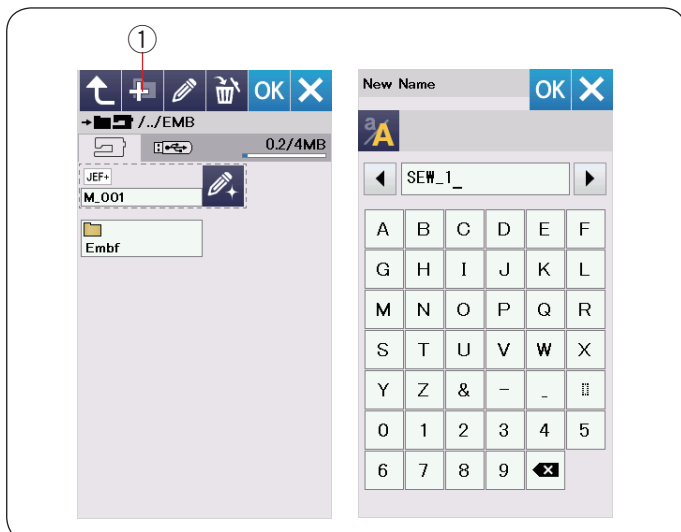 ①
OK
→ /../EMB
0.2/4MB
JEF+
M_001
Embf
New Name
OK
a/A
SEW_1_
A B C D E F
G H I J K L
M N O P Q R
S T U V W X
Y Z & - _
0 1 2 3 4 5
6 7 8 9